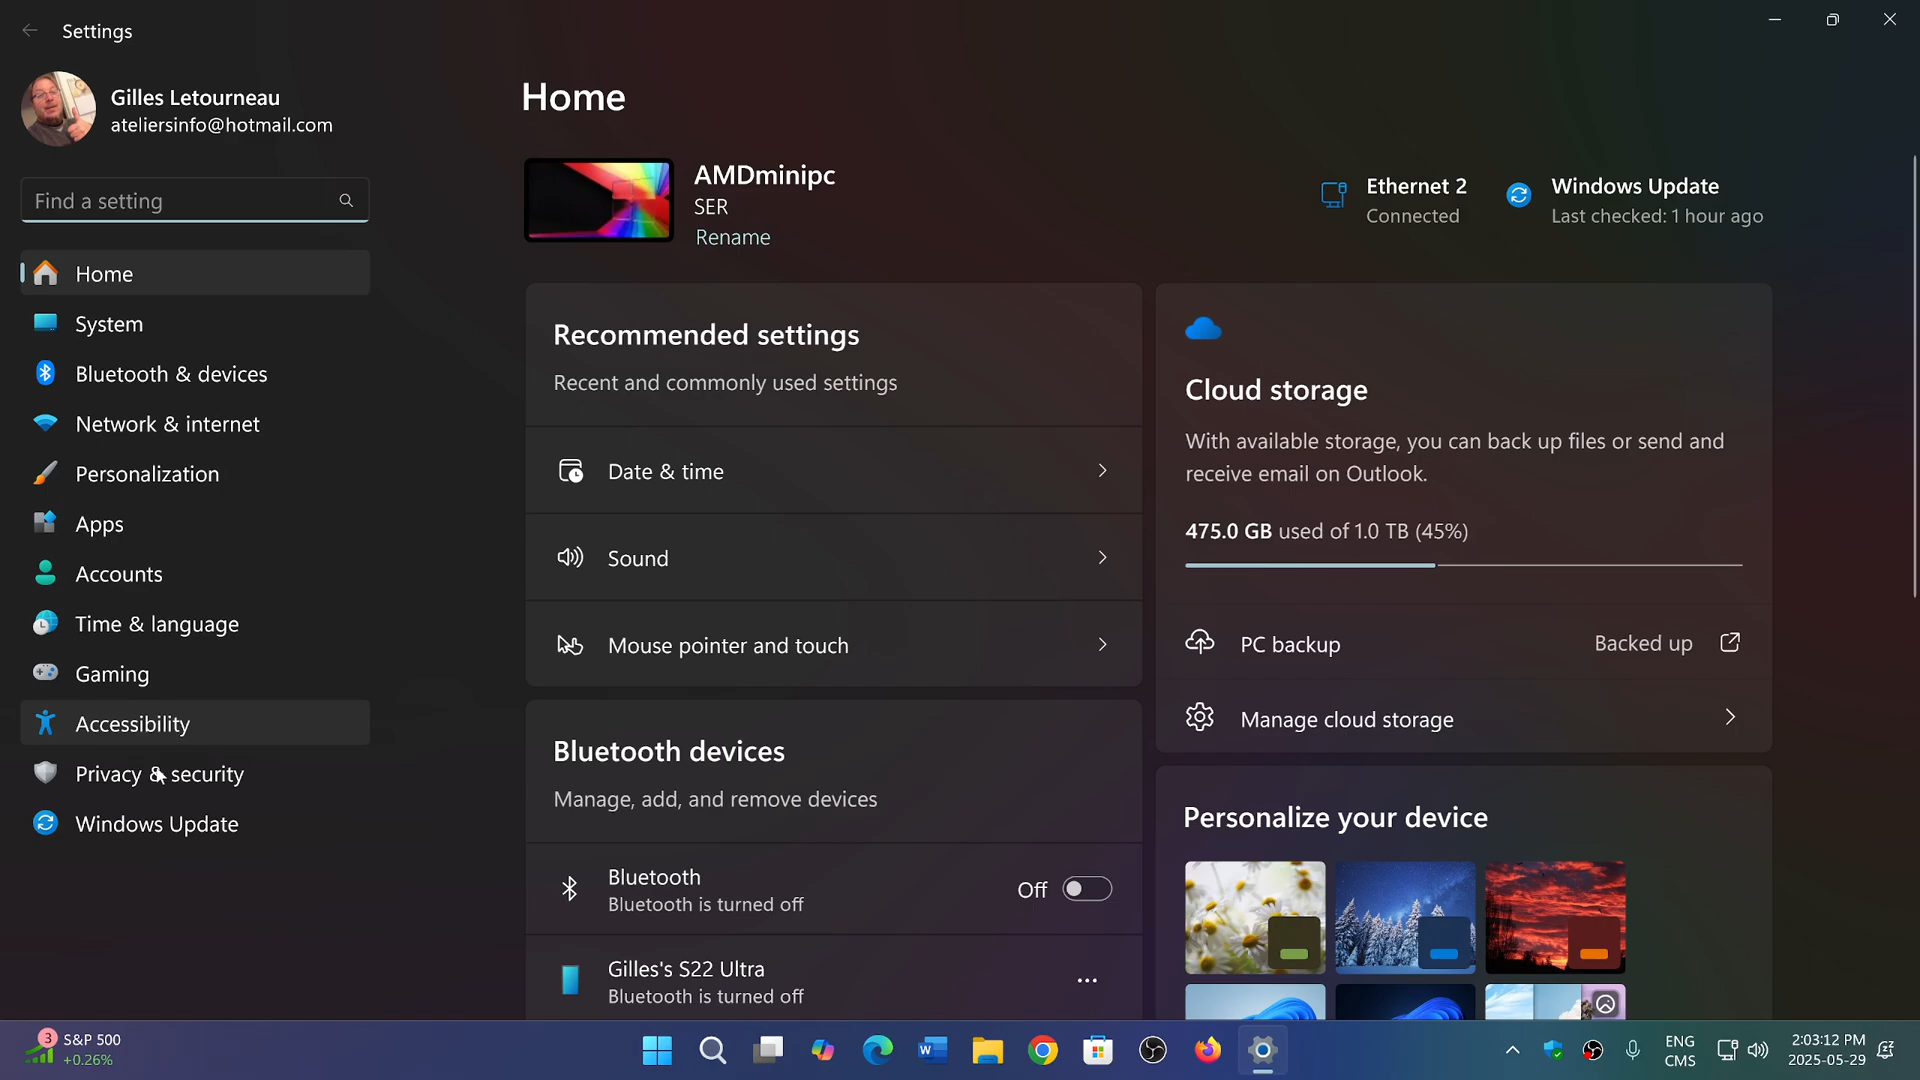 Settings
Gilles Letourneau
ateliersinfo@hotmail.com
Find a setting
Home
System
Bluetooth & devices
Network & internet
Personalization
Apps
Accounts
Time & language
Gaming
Accessibility
Privacy & security
Windows Update
Home
AMDminipc
SER
Rename
Ethernet 2
Connected
Windows Update
Last checked: 1 hour ago
Recommended settings
Recent and commonly used settings
Date & time
Sound
Mouse pointer and touch
Bluetooth devices
Manage, add, and remove devices
Bluetooth
Bluetooth is turned off
Off
Gilles's S22 Ultra
Bluetooth is turned off
Cloud storage
With available storage, you can back up files or send and
receive email on Outlook.
475.0 GB used of 1.0 TB (45%)
PC backup
Backed up
Manage cloud storage
Personalize your device
3
S&P 500
+0.26%
W
ENG
CMS
2:03:12 PM
2025-05-29